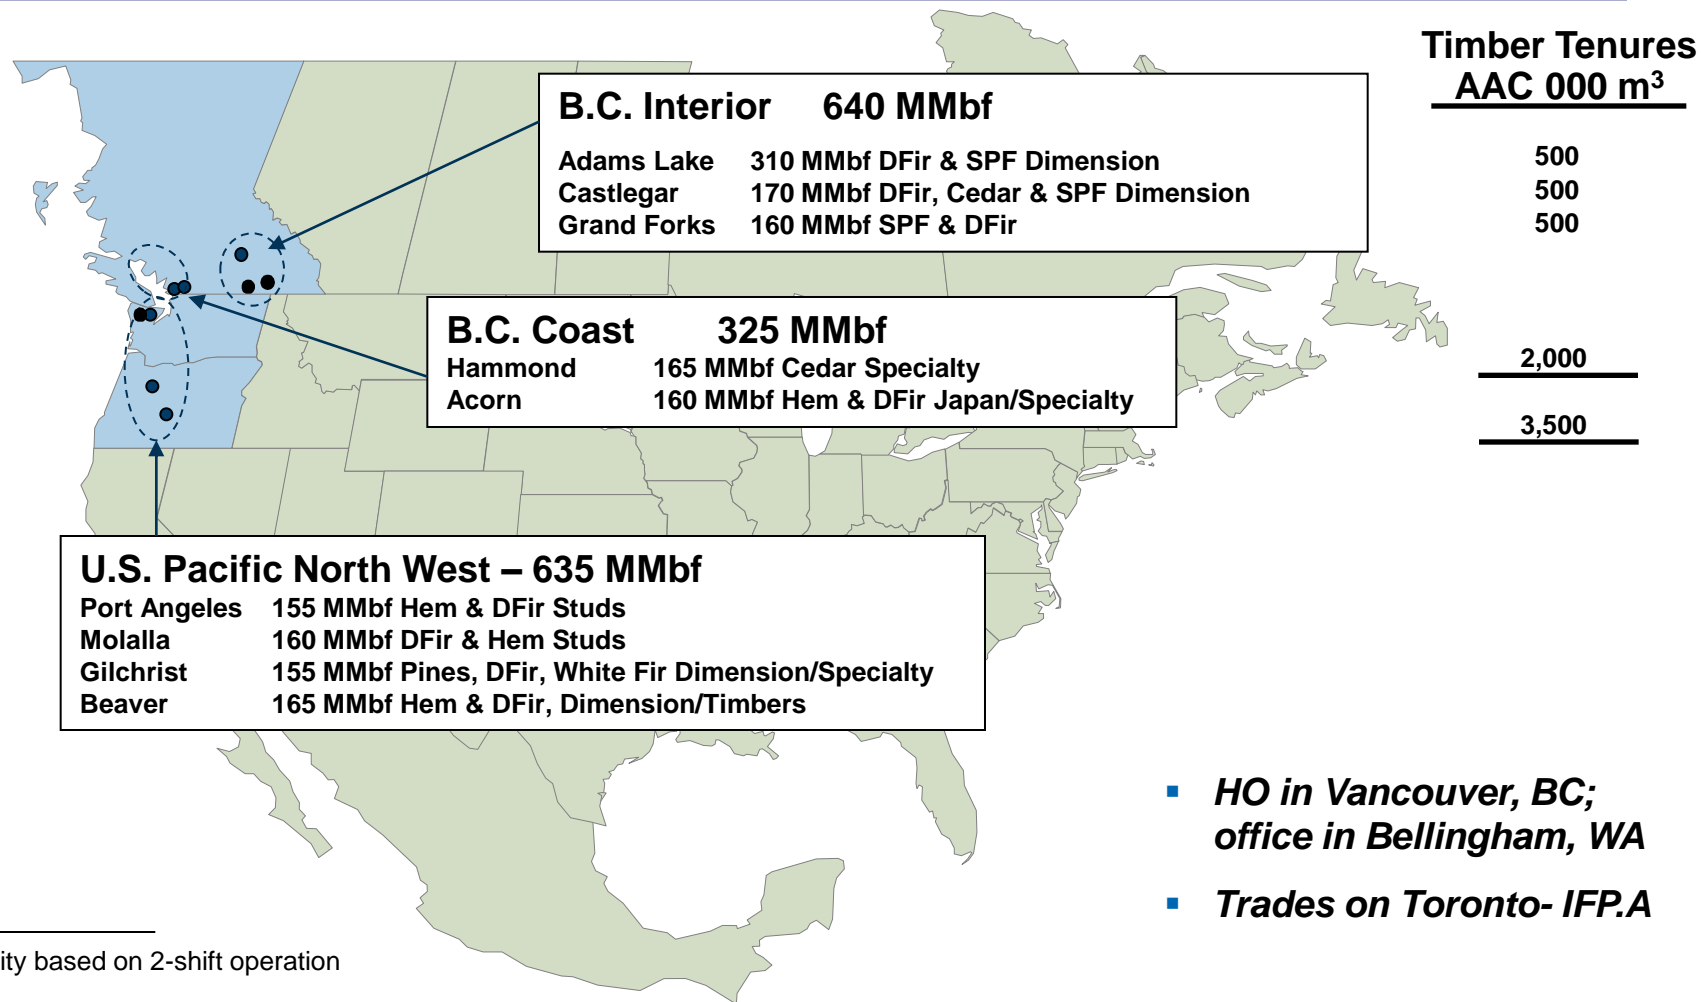 Timber Tenures
AAC 000 m³
B.C. Interior 640 MMbf
Adams Lake 310 MMbf DFir & SPF Dimension 500
Castlegar 170 MMbf DFir, Cedar & SPF Dimension 500
Grand Forks 160 MMbf SPF & DFir 500
B.C. Coast 325 MMbf
Hammond 165 MMbf Cedar Specialty 2,000
Acorn 160 MMbf Hem & DFir Japan/Specialty
3,500
U.S. Pacific North West – 635 MMbf
Port Angeles 155 MMbf Hem & DFir Studs
Molalla 160 MMbf DFir & Hem Studs
Gilchrist 155 MMbf Pines, DFir, White Fir Dimension/Specialty
Beaver 165 MMbf Hem & DFir, Dimension/Timbers
▪ HO in Vancouver, BC;
office in Bellingham, WA
▪ Trades on Toronto- IFP.A
ity based on 2-shift operation